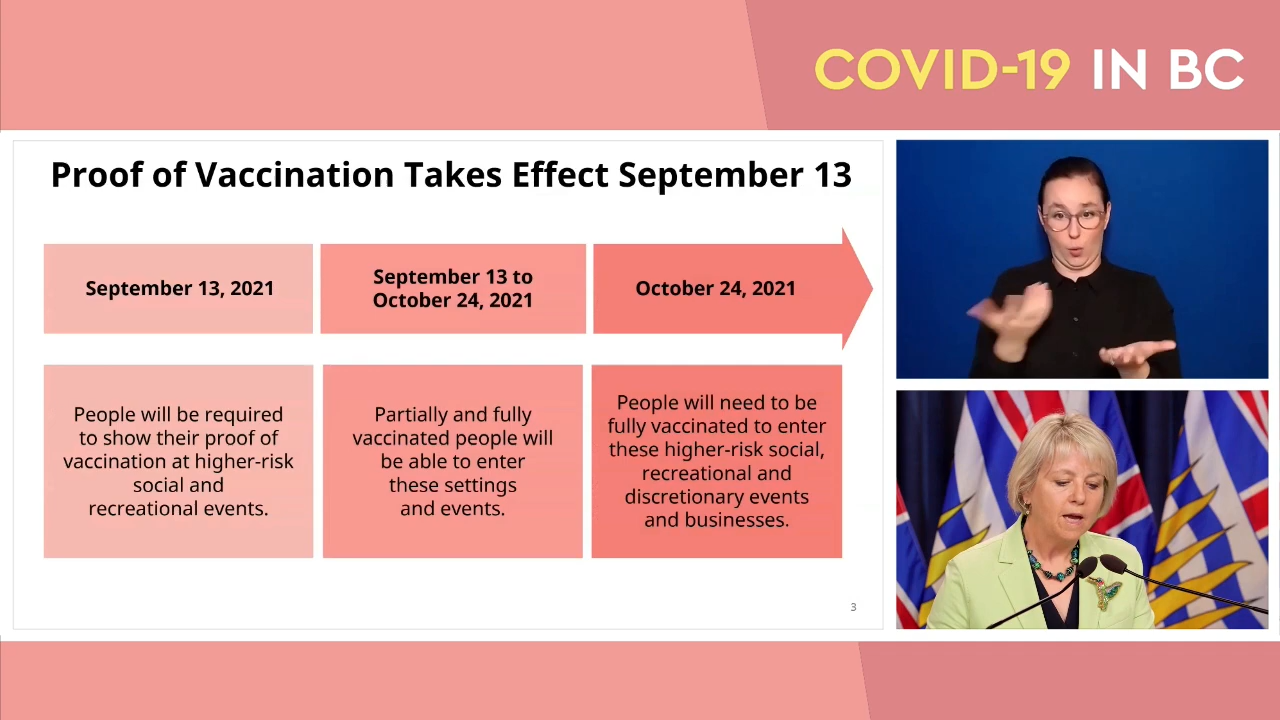 COVID-19 IN BC
Proof of Vaccination Takes Effect September 13
September 13, 2021
September 13 to
October 24, 2021
October 24, 2021
People will be required
to show their proof of
vaccination at higher-risk
social and
recreational events.
Partially and fully
vaccinated people will
be able to enter
these settings
and events.
People will need to be
fully vaccinated to enter
these higher-risk social,
recreational and
discretionary events
and businesses.
3